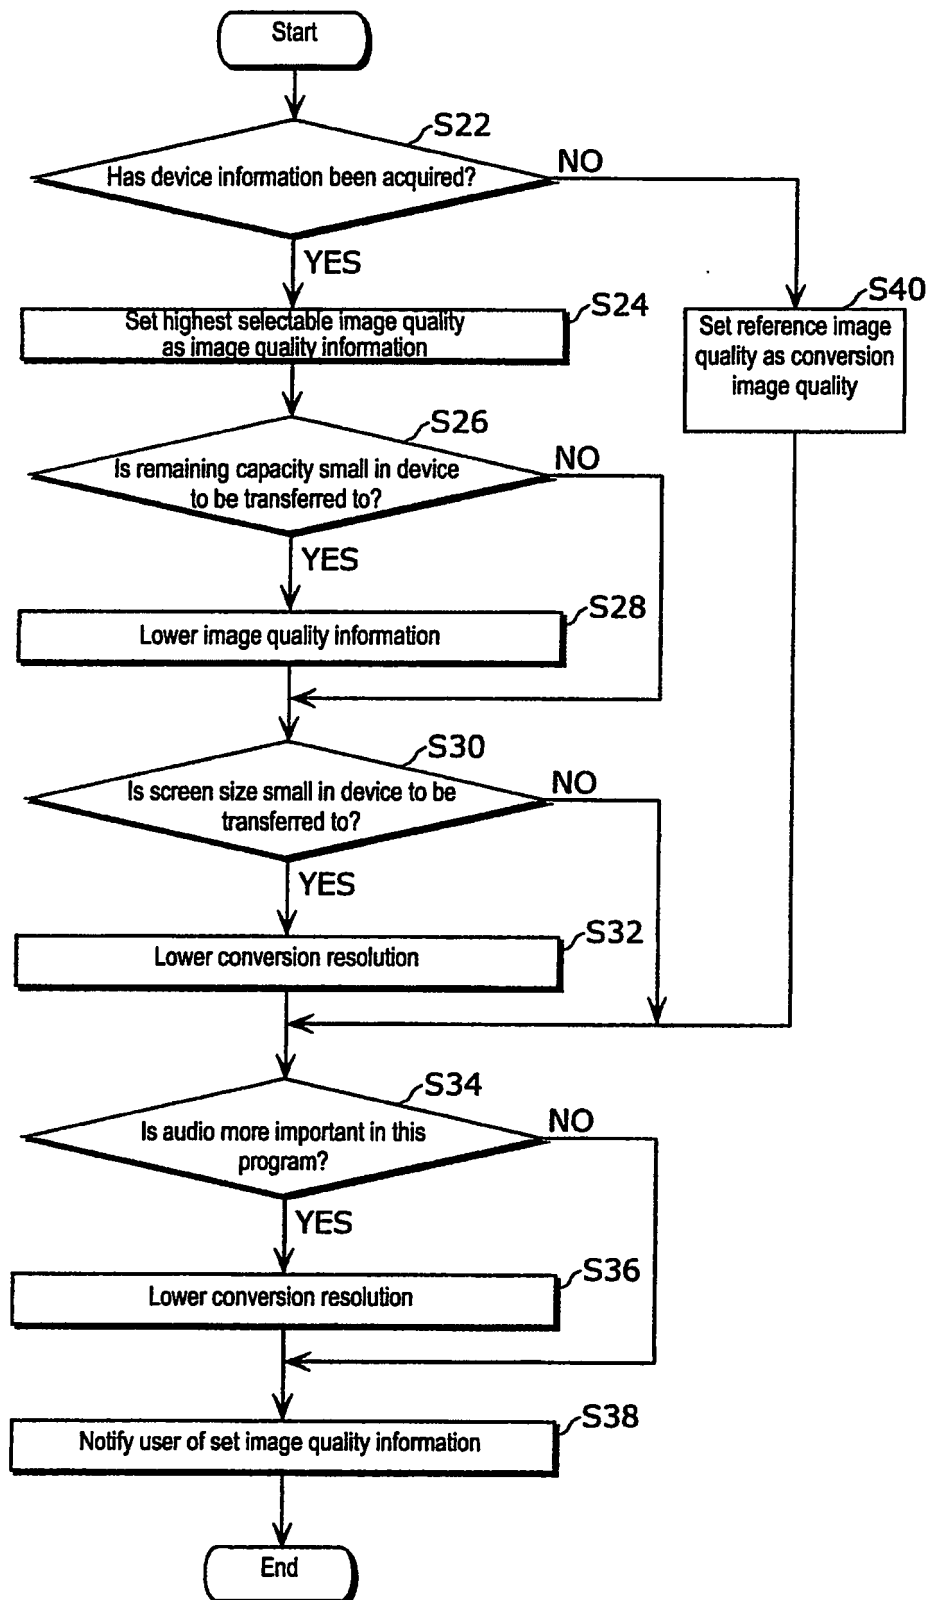 Start
S22
Has device information been acquired?
NO
YES
S24
Set highest selectable image quality
as image quality information
S40
Set reference image
quality as conversion
image quality
S26
Is remaining capacity small in device
to be transferred to?
NO
YES
S28
Lower image quality information
S30
Is screen size small in device to be
transferred to?
NO
YES
S32
Lower conversion resolution
S34
Is audio more important in this
program?
NO
YES
S36
Lower conversion resolution
S38
Notify user of set image quality information
End